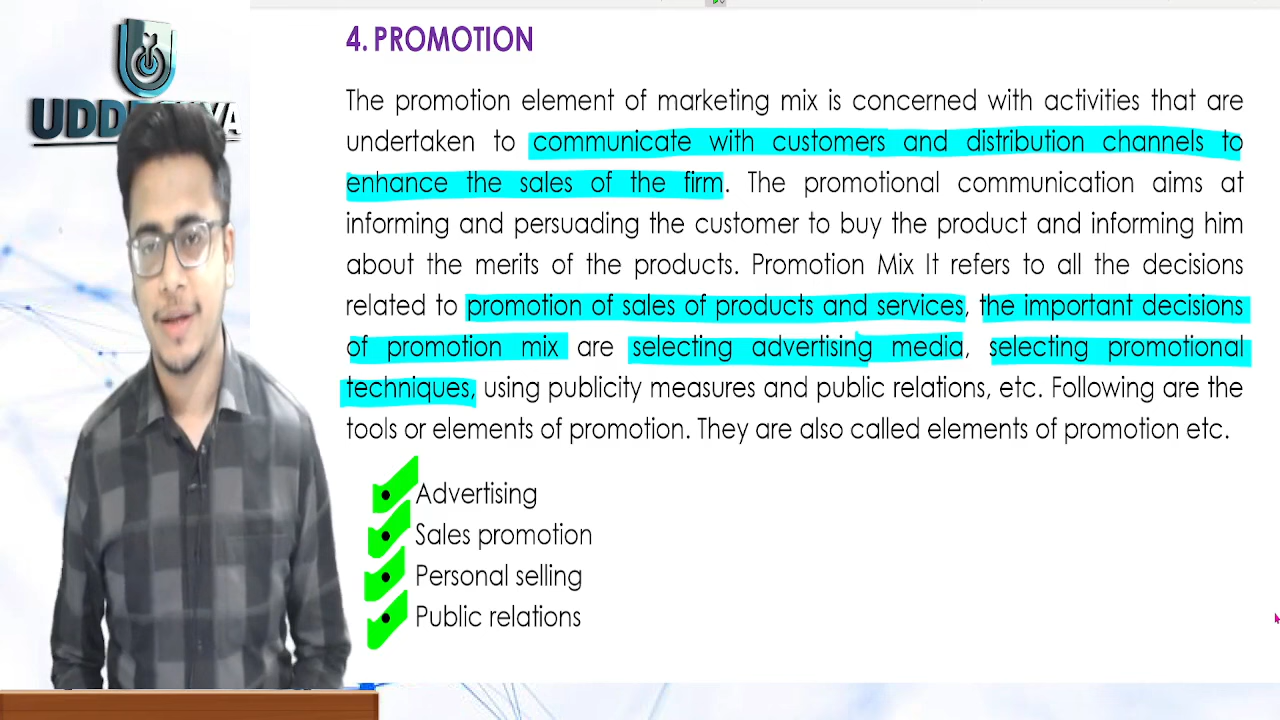 4. PROMOTION
The promotion element of marketing mix is concerned with activities that are
undertaken to communicate with customers and distribution channels to
enhance the sales of the firm. The promotional communication aims at
informing and persuading the customer to buy the product and informing him
about the merits of the products. Promotion Mix It refers to all the decisions
related to promotion of sales of products and services, the important decisions
of promotion mix are selecting advertising media, selecting promotional
techniques, using publicity measures and public relations, etc. Following are the
tools or elements of promotion. They are also called elements of promotion etc.
• Advertising
• Sales promotion
• Personal selling
• Public relations